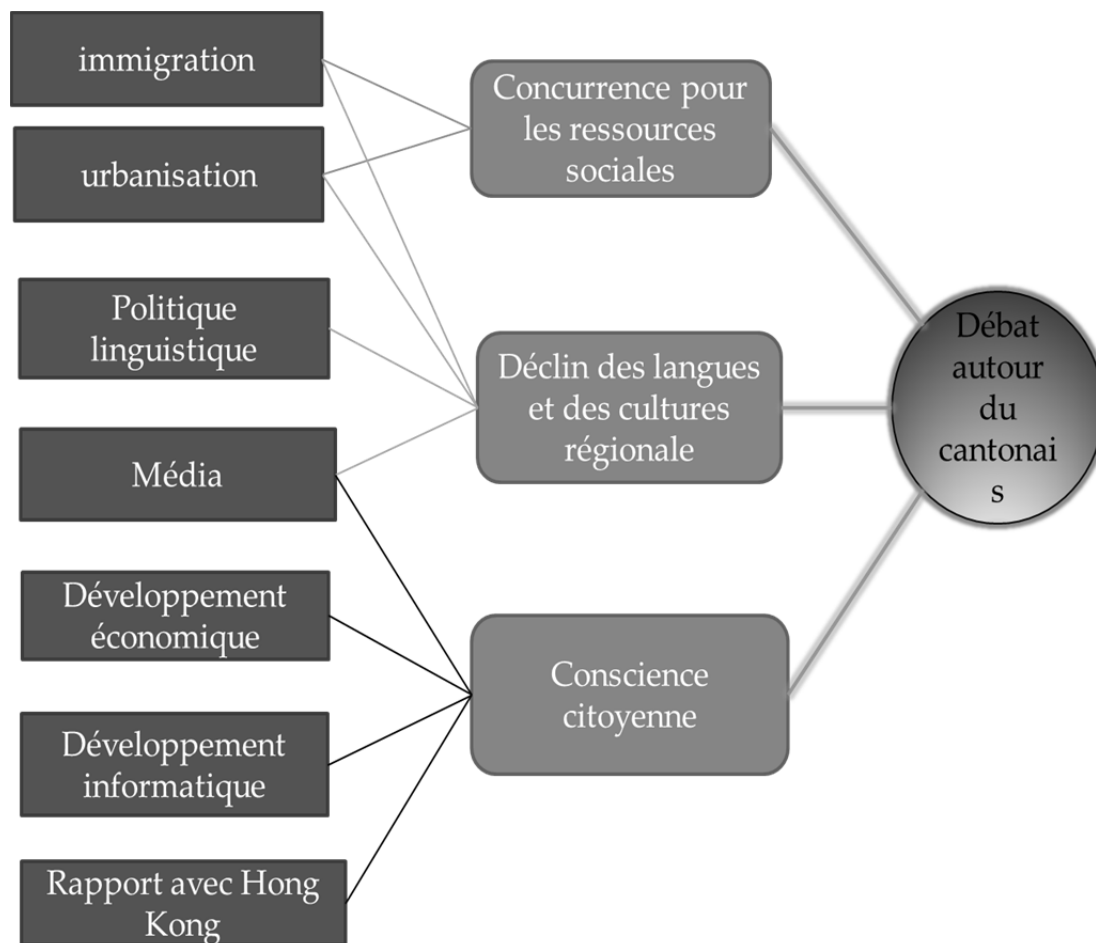 immigration
urbanisation
Politique
linguistique
Média
Développement
économique
Développement
informatique
Rapport avec Hong
Kong
Concurrence pour
les ressources
sociales
Déclin des langues
et des cultures
régionale
Conscience
citoyenne
Débat
autour
du
cantonai
s